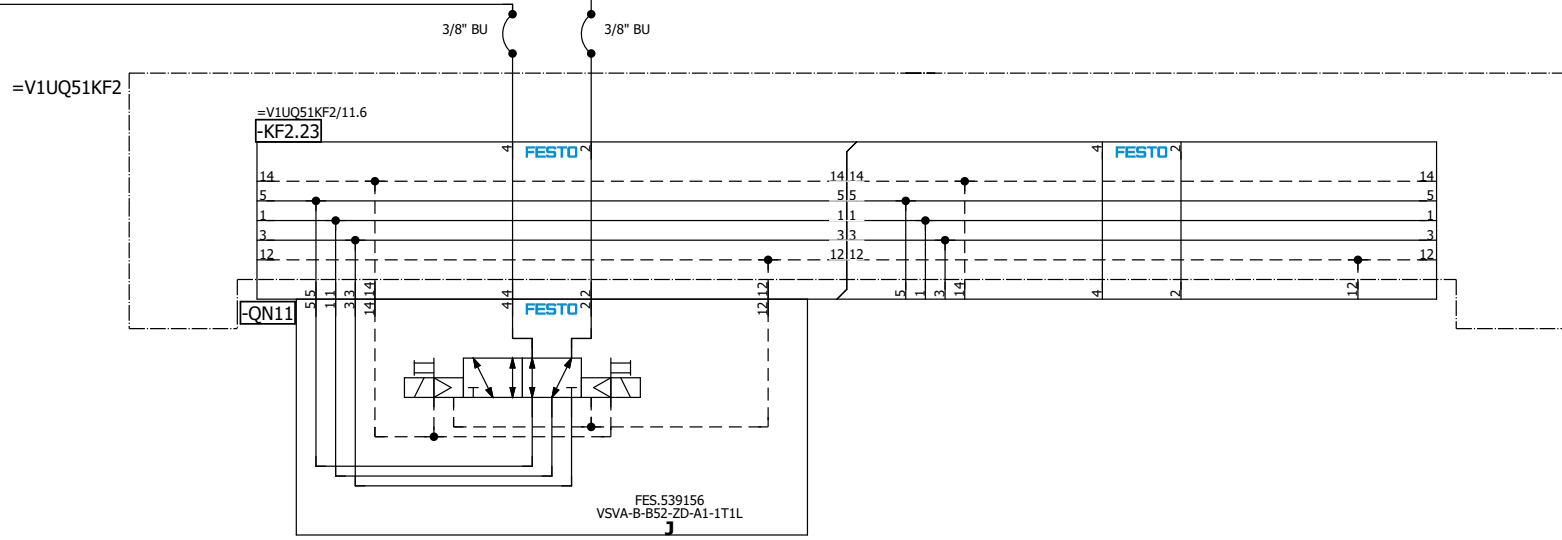 3/8" BU
3/8" BU
=V1UQ51KF2
=V1UQ51KF2/11.6
-KF2.23
4 FESTO 2
4 FESTO 2
14 14 14 14
5 5 5 5
1 1 1 1
3 3 3 3
12 12 12 12
5 1 3 14 4 2 12
5 1 3 14 4 2 12
-QN11
5 1 3 14 4 FESTO 2 12
FES.539156
VSVA-B-B52-ZD-A1-1T1L
J